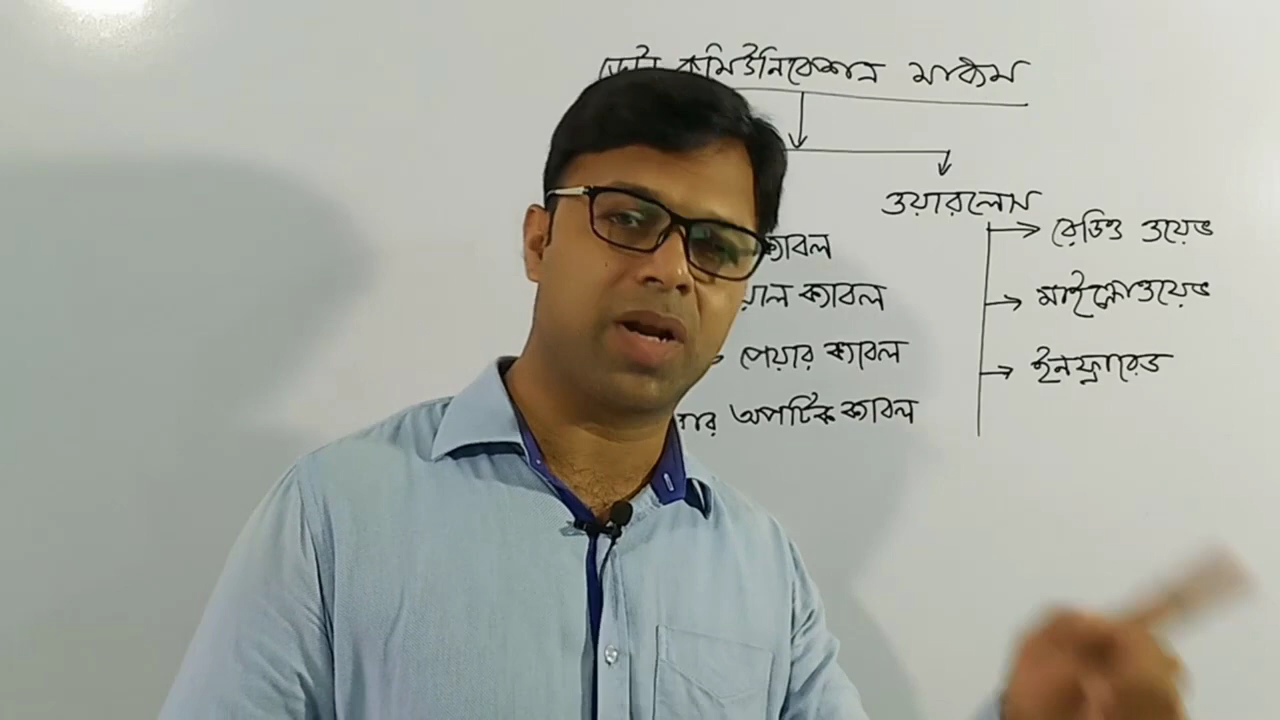 ডেটা কমিউনিকেশন মাধ্যম
ওয়্যারলেস
ক্যাবল
য়াল ক্যাবল
পেয়ার ক্যাবল
বার অপটিক ক্যাবল
রেডিও ওয়েভ
মাইক্রোওয়েভ
ইনফ্রারেড